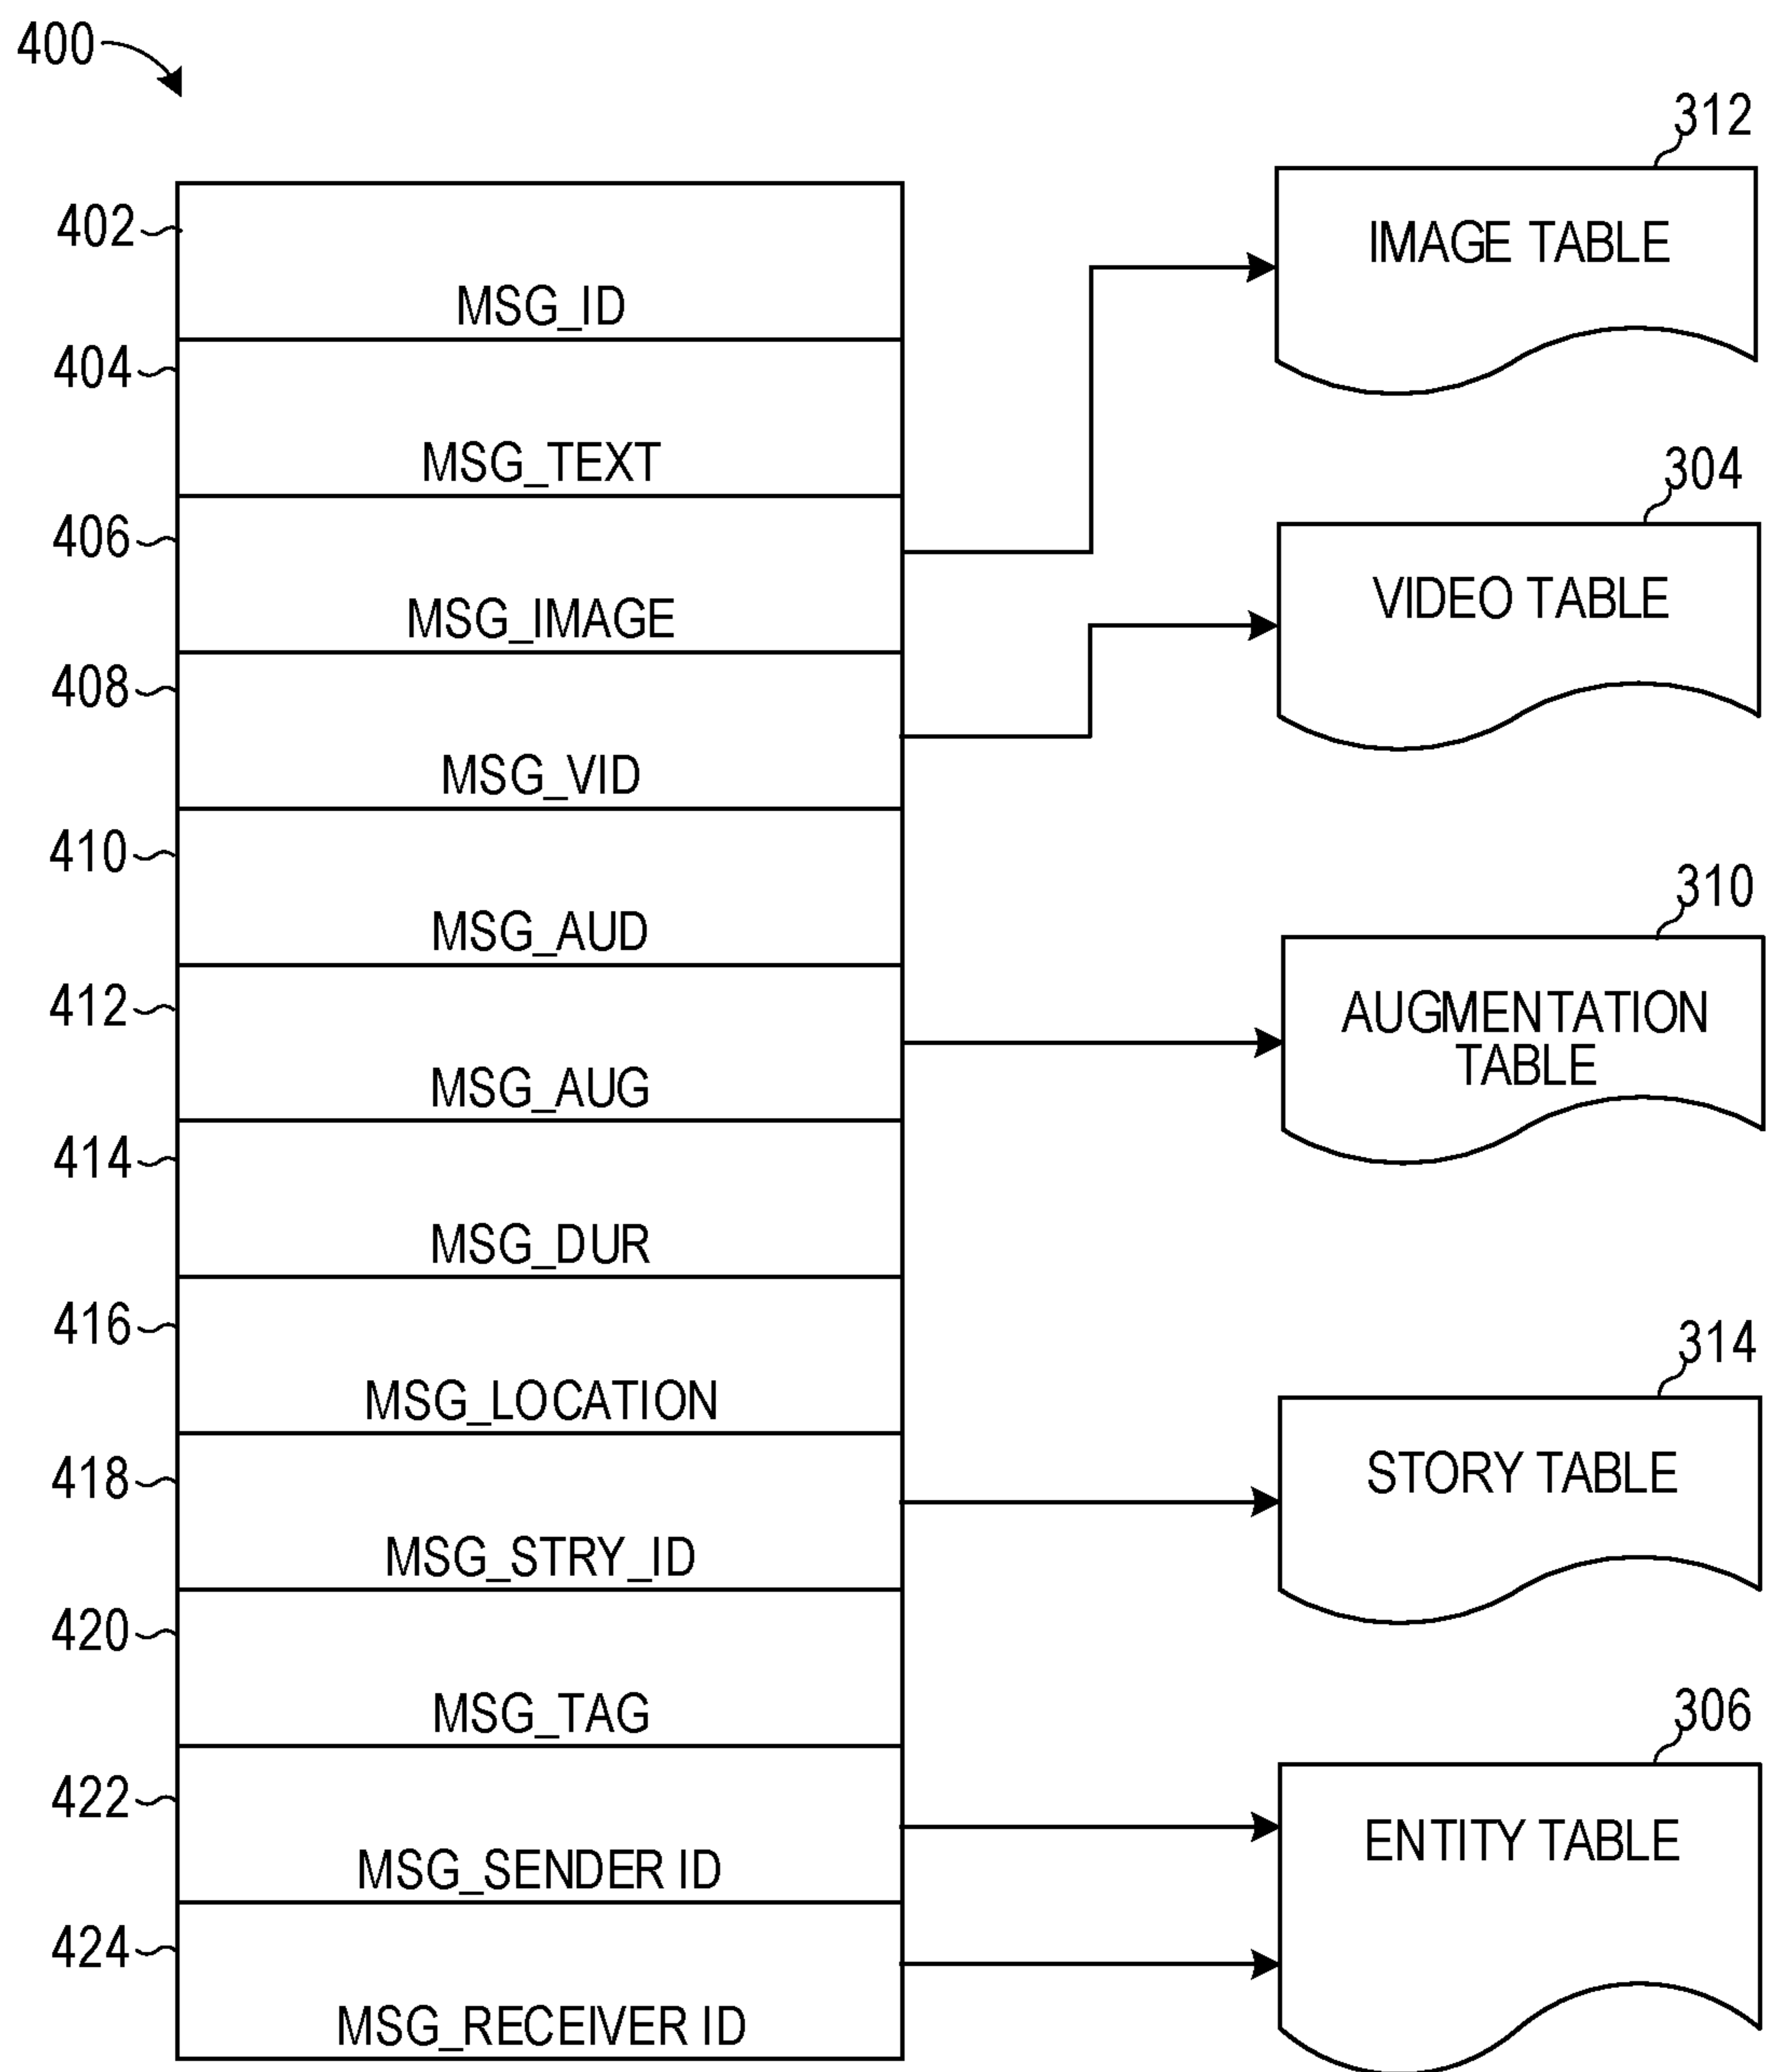 400
312
402
IMAGE TABLE
MSG_ID
404
MSG_TEXT
304
406
VIDEO TABLE
MSG_IMAGE
408
MSG_VID
410
310
MSG_AUD
412
AUGMENTATION
TABLE
MSG_AUG
414
MSG_DUR
416
314
MSG_LOCATION
418
STORY TABLE
MSG_STRY_ID
420
MSG_TAG
306
422
ENTITY TABLE
MSG_SENDER ID
424
MSG_RECEIVER ID